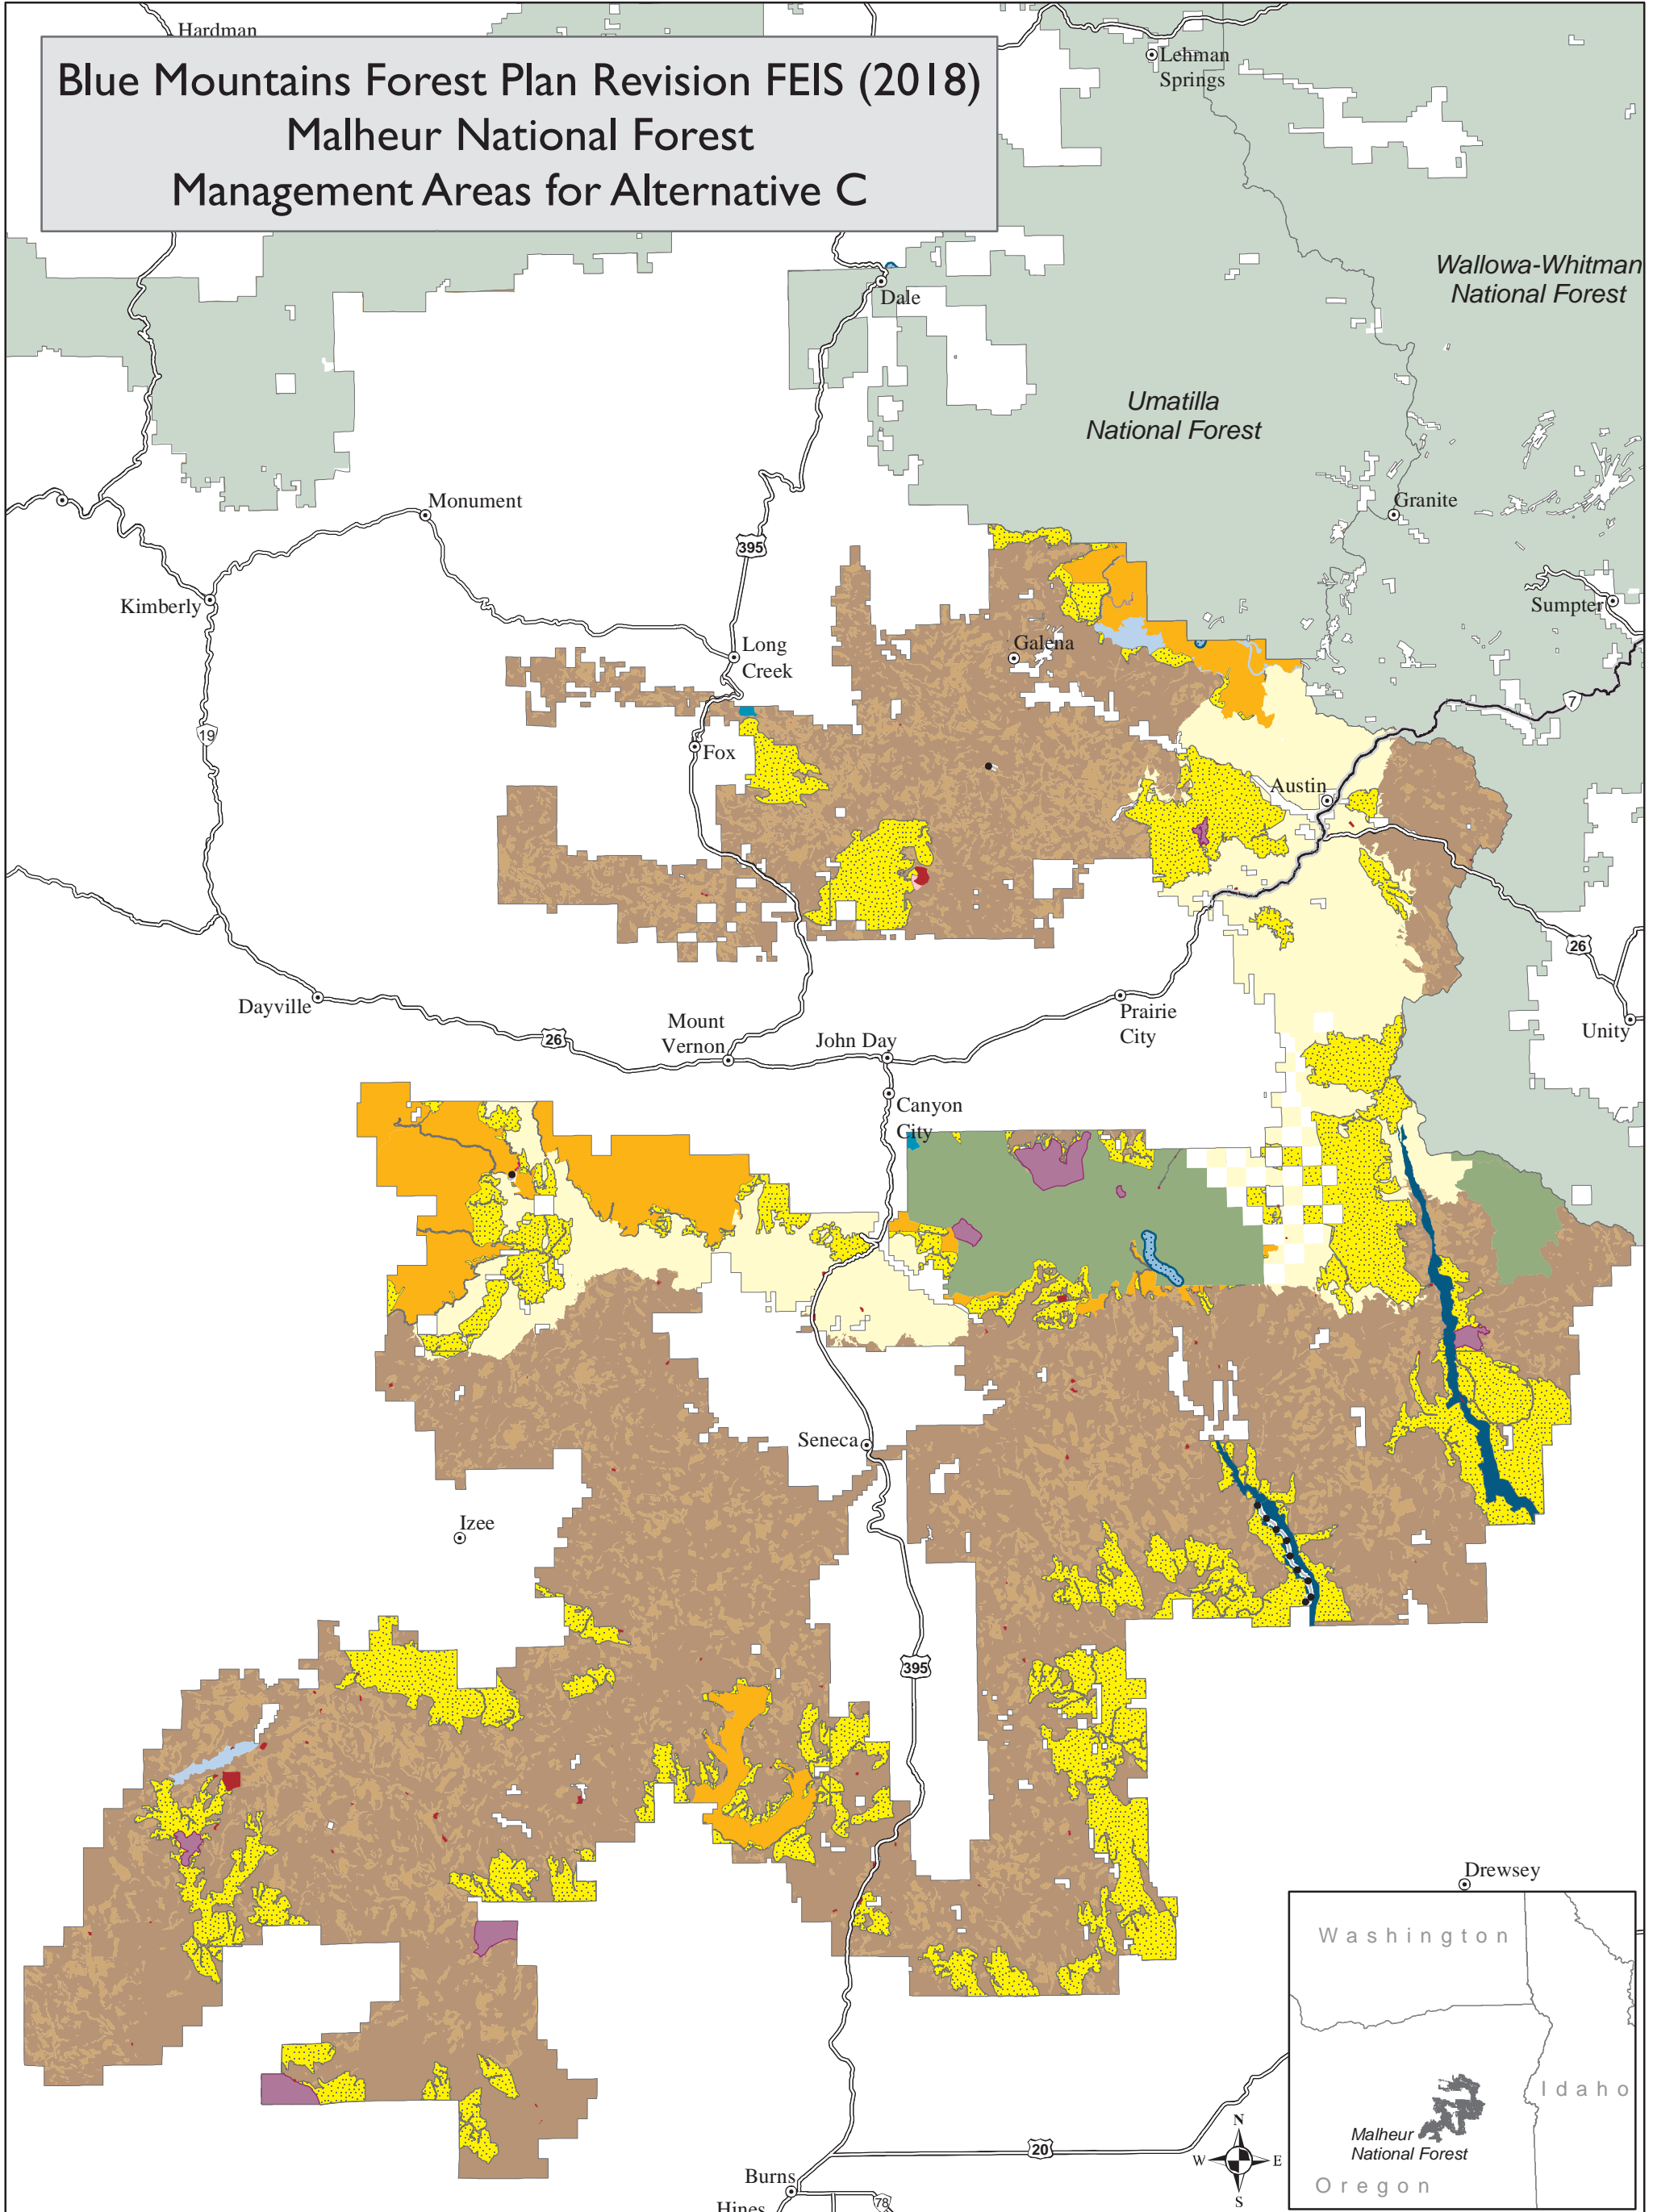 Hardman
Blue Mountains Forest Plan Revision FEIS (2018)
Malheur National Forest
Management Areas for Alternative C
Lehman
Springs
Wallowa-Whitman
National Forest
Dale
Umatilla
National Forest
Monument
Granite
395
Kimberly
Sumpter
Long
Creek
Galena
7
19
Fox
Austin
26
Dayville
Prairie
City
Unity
Mount
Vernon
John Day
26
Canyon
City
Seneca
Izee
395
Drewsey
Washington
Idaho
Malheur
National Forest
Oregon
N
W E
S
20
Burns
Hines
78